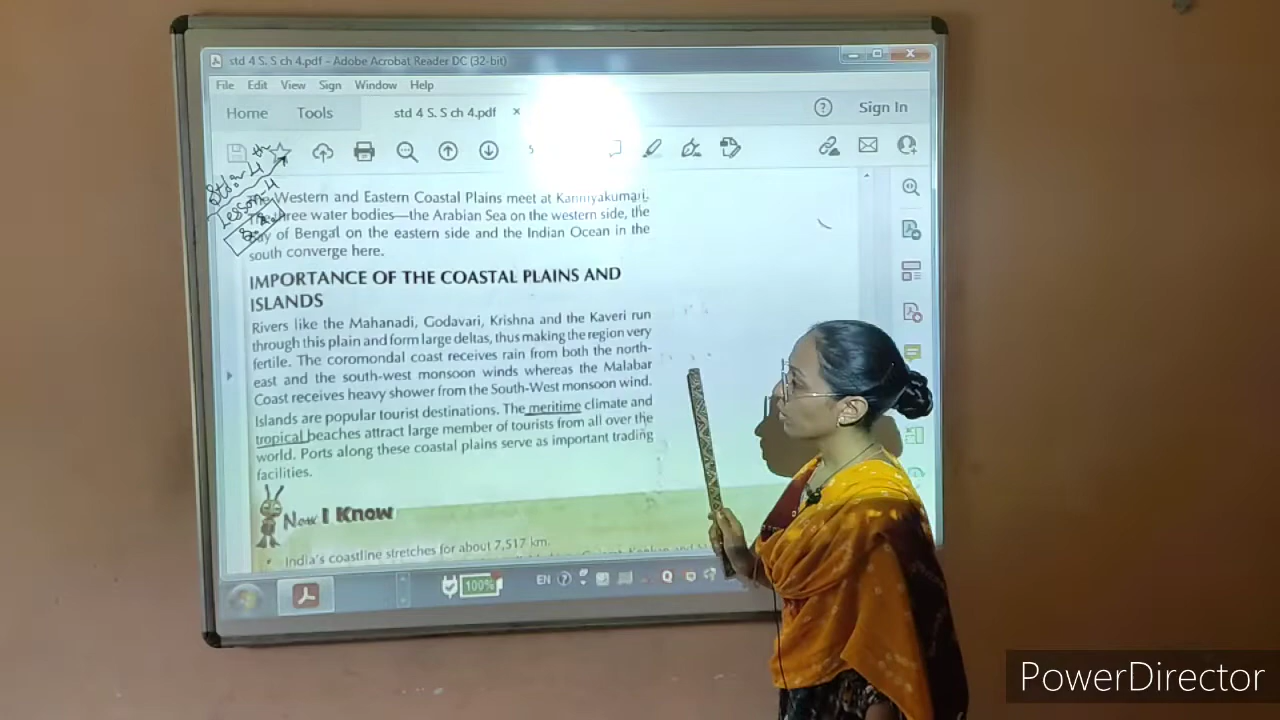 std 4 S. S ch 4.pdf - Adobe Acrobat Reader DC (32-bit)
File Edit View Sign Window Help
Home Tools std 4 S. S ch 4.pdf × Sign In
5
Std:- 4th
Lesson-4
S.S.
Western and Eastern Coastal Plains meet at Kanniyakumari.
three water bodies—the Arabian Sea on the western side, the
of Bengal on the eastern side and the Indian Ocean in the
south converge here.
IMPORTANCE OF THE COASTAL PLAINS AND
ISLANDS
Rivers like the Mahanadi, Godavari, Krishna and the Kaveri run
through this plain and form large deltas, thus making the region very
fertile. The coromondal coast receives rain from both the north-
east and the south-west monsoon winds whereas the Malabar
Coast receives heavy shower from the South-West monsoon wind.
Islands are popular tourist destinations. The meritime climate and
tropical beaches attract large member of tourists from all over the
world. Ports along these coastal plains serve as important trading
facilities.
Now I Know
• India's coastline stretches for about 7,517 km.
100% EN
PowerDirector